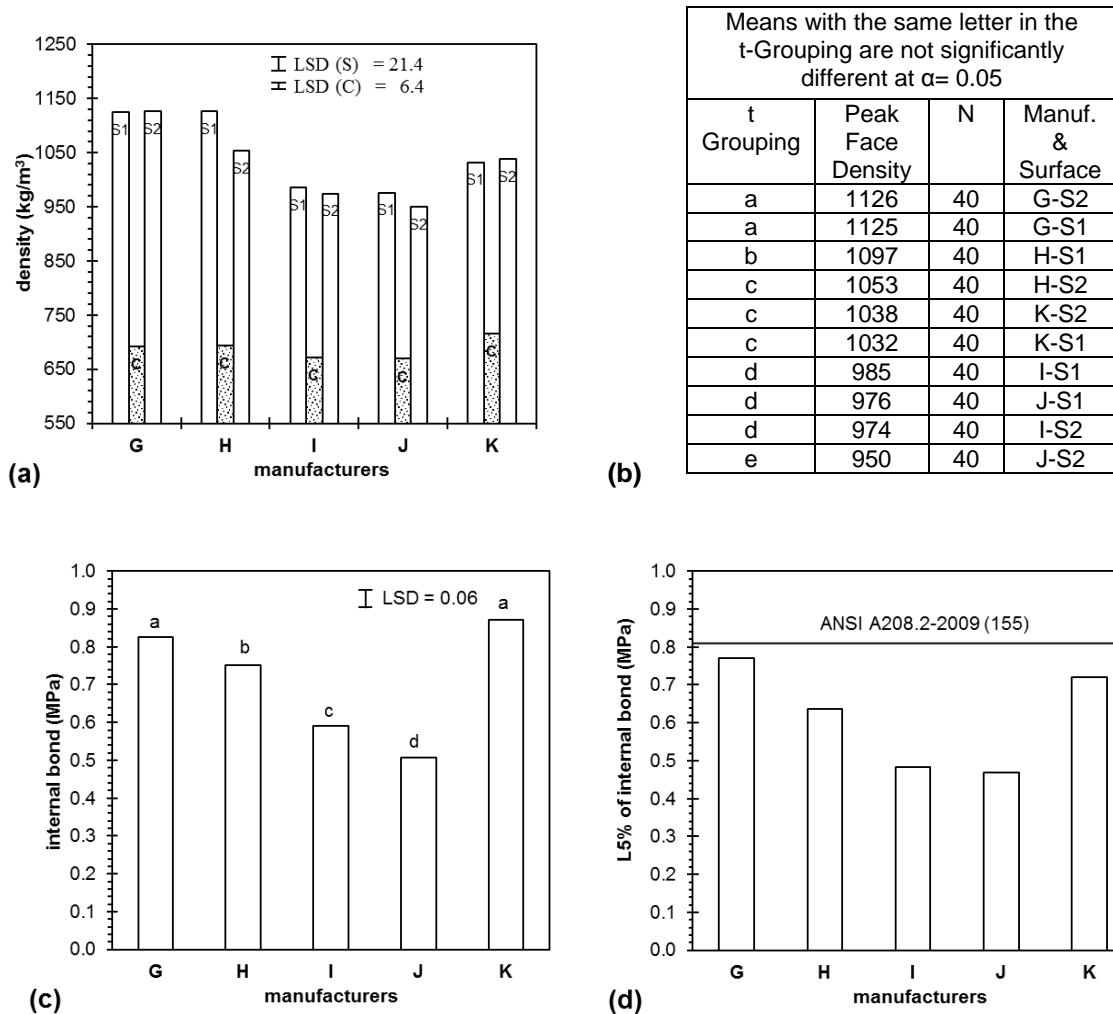 1250
1150
1050
950
850
750
650
550
density (kg/m³)
LSD (S) = 21.4
LSD (C) = 6.4
S1 S2 S1 S2 S1 S2 S1 S2 S1 S2
C C C C C
G H I J K
manufacturers
(a)
Means with the same letter in the
t-Grouping are not significantly
different at α= 0.05
t Grouping Peak Face Density N Manuf. & Surface
a 1126 40 G-S2
a 1125 40 G-S1
b 1097 40 H-S1
c 1053 40 H-S2
c 1038 40 K-S2
c 1032 40 K-S1
d 985 40 I-S1
d 976 40 J-S1
d 974 40 I-S2
e 950 40 J-S2
(b)
1.0
0.9
0.8
0.7
0.6
0.5
0.4
0.3
0.2
0.1
0.0
internal bond (MPa)
LSD = 0.06
a b c d a
G H I J K
manufacturers
(c)
1.0
0.9
0.8
0.7
0.6
0.5
0.4
0.3
0.2
0.1
0.0
L5% of internal bond (MPa)
ANSI A208.2-2009 (155)
G H I J K
manufacturers
(d)